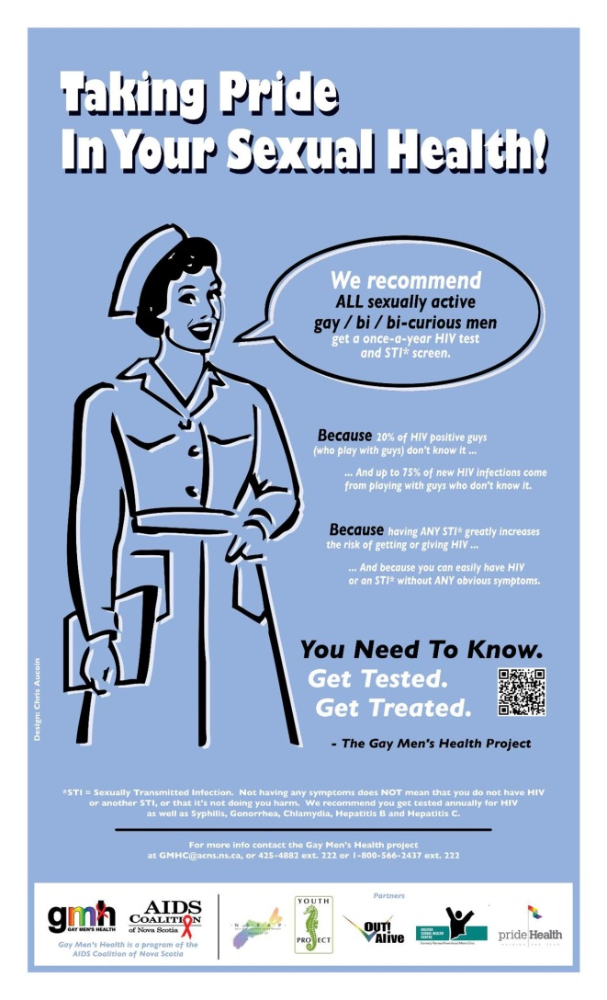 Taking Pride
In Your Sexual Health!
We recommend
ALL sexually active
gay / bi / bi-curious men
get a once-a-year HIV test
and STI* screen.
Because 20% of HIV positive guys
(who play with guys) don't know it ...
... And up to 75% of new HIV infections come
from playing with guys who don't know it.
Because having ANY STI* greatly increases
the risk of getting or giving HIV ...
... And because you can easily have HIV
or an STI* without ANY obvious symptoms.
You Need To Know.
Get Tested.
Get Treated.
- The Gay Men's Health Project
Design: Chris Aucoin
*STI = Sexually Transmitted Infection. Not having any symptoms does NOT mean that you do not have HIV
or another STI, or that it's not doing you harm. We recommend you get tested annually for HIV
as well as Syphilis, Gonorrhea, Chlamydia, Hepatitis B and Hepatitis C.
For more info contact the Gay Men's Health project
at GMHC@acns.ns.ca, or 425-4882 ext. 222 or 1-800-566-2437 ext. 222
gmh
GAY MEN'S HEALTH
AIDS
COALITION
of Nova Scotia
Gay Men's Health is a program of the
AIDS Coalition of Nova Scotia
Partners
NSRAP
YOUTH
PROJECT
OUT!
Alive
HALIFAX
SEXUAL HEALTH
CENTRE
prideHealth